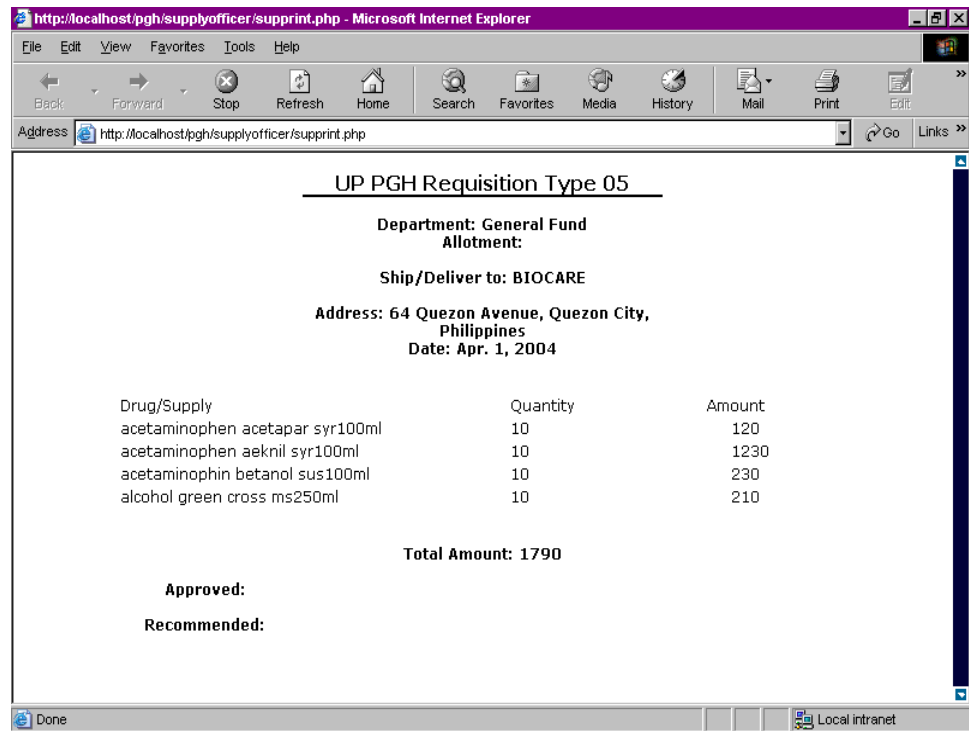 http://localhost/pgh/supplyofficer/supprint.php - Microsoft Internet Explorer
File Edit View Favorites Tools Help
Back Forward Stop Refresh Home Search Favorites Media History Mail Print Edit »
Address http://localhost/pgh/supplyofficer/supprint.php Go Links »
UP PGH Requisition Type 05
Department: General Fund
Allotment:
Ship/Deliver to: BIOCARE
Address: 64 Quezon Avenue, Quezon City,
Philippines
Date: Apr. 1, 2004
Drug/Supply Quantity Amount
acetaminophen acetapar syr100ml 10 120
acetaminophen aeknil syr100ml 10 1230
acetaminophin betanol sus100ml 10 230
alcohol green cross ms250ml 10 210
Total Amount: 1790
Approved:
Recommended:
Done Local intranet